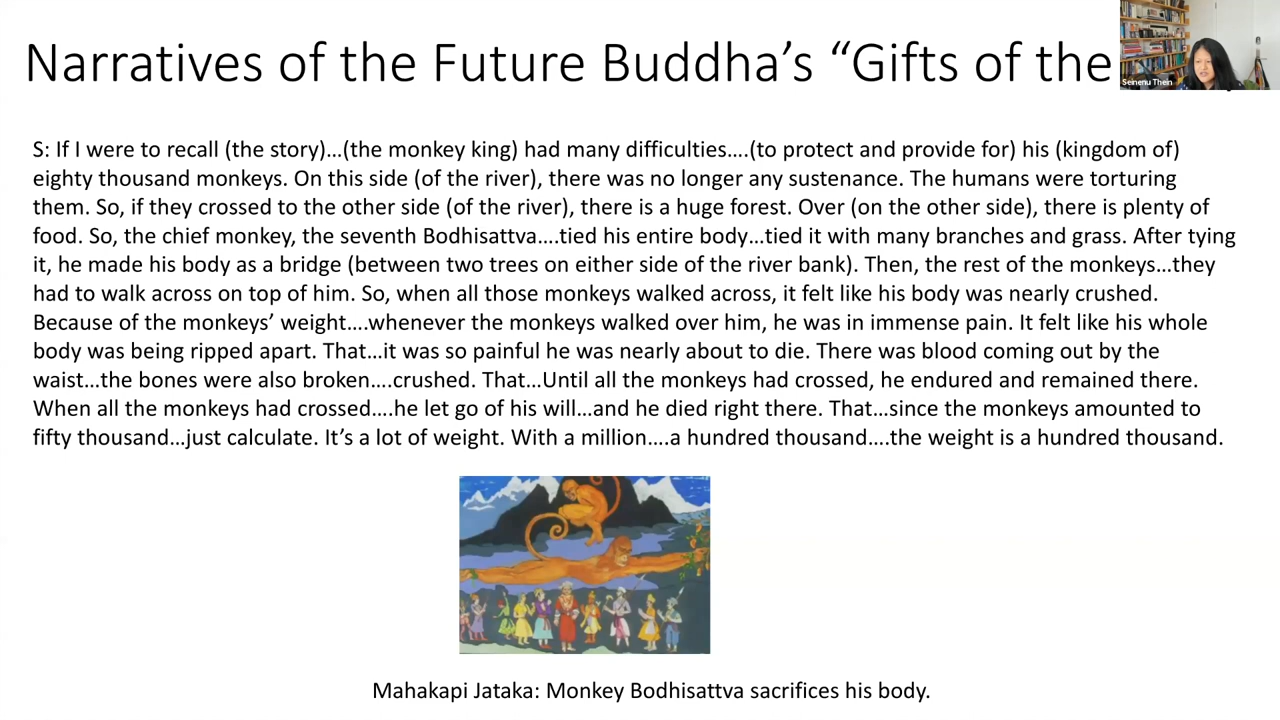 Narratives of the Future Buddha’s “Gifts of the
Seinenu Thein
S: If I were to recall (the story)…(the monkey king) had many difficulties….(to protect and provide for) his (kingdom of)
eighty thousand monkeys. On this side (of the river), there was no longer any sustenance. The humans were torturing
them. So, if they crossed to the other side (of the river), there is a huge forest. Over (on the other side), there is plenty of
food. So, the chief monkey, the seventh Bodhisattva….tied his entire body…tied it with many branches and grass. After tying
it, he made his body as a bridge (between two trees on either side of the river bank). Then, the rest of the monkeys…they
had to walk across on top of him. So, when all those monkeys walked across, it felt like his body was nearly crushed.
Because of the monkeys’ weight….whenever the monkeys walked over him, he was in immense pain. It felt like his whole
body was being ripped apart. That…it was so painful he was nearly about to die. There was blood coming out by the
waist…the bones were also broken….crushed. That…Until all the monkeys had crossed, he endured and remained there.
When all the monkeys had crossed….he let go of his will…and he died right there. That…since the monkeys amounted to
fifty thousand…just calculate. It’s a lot of weight. With a million….a hundred thousand….the weight is a hundred thousand.
Mahakapi Jataka: Monkey Bodhisattva sacrifices his body.